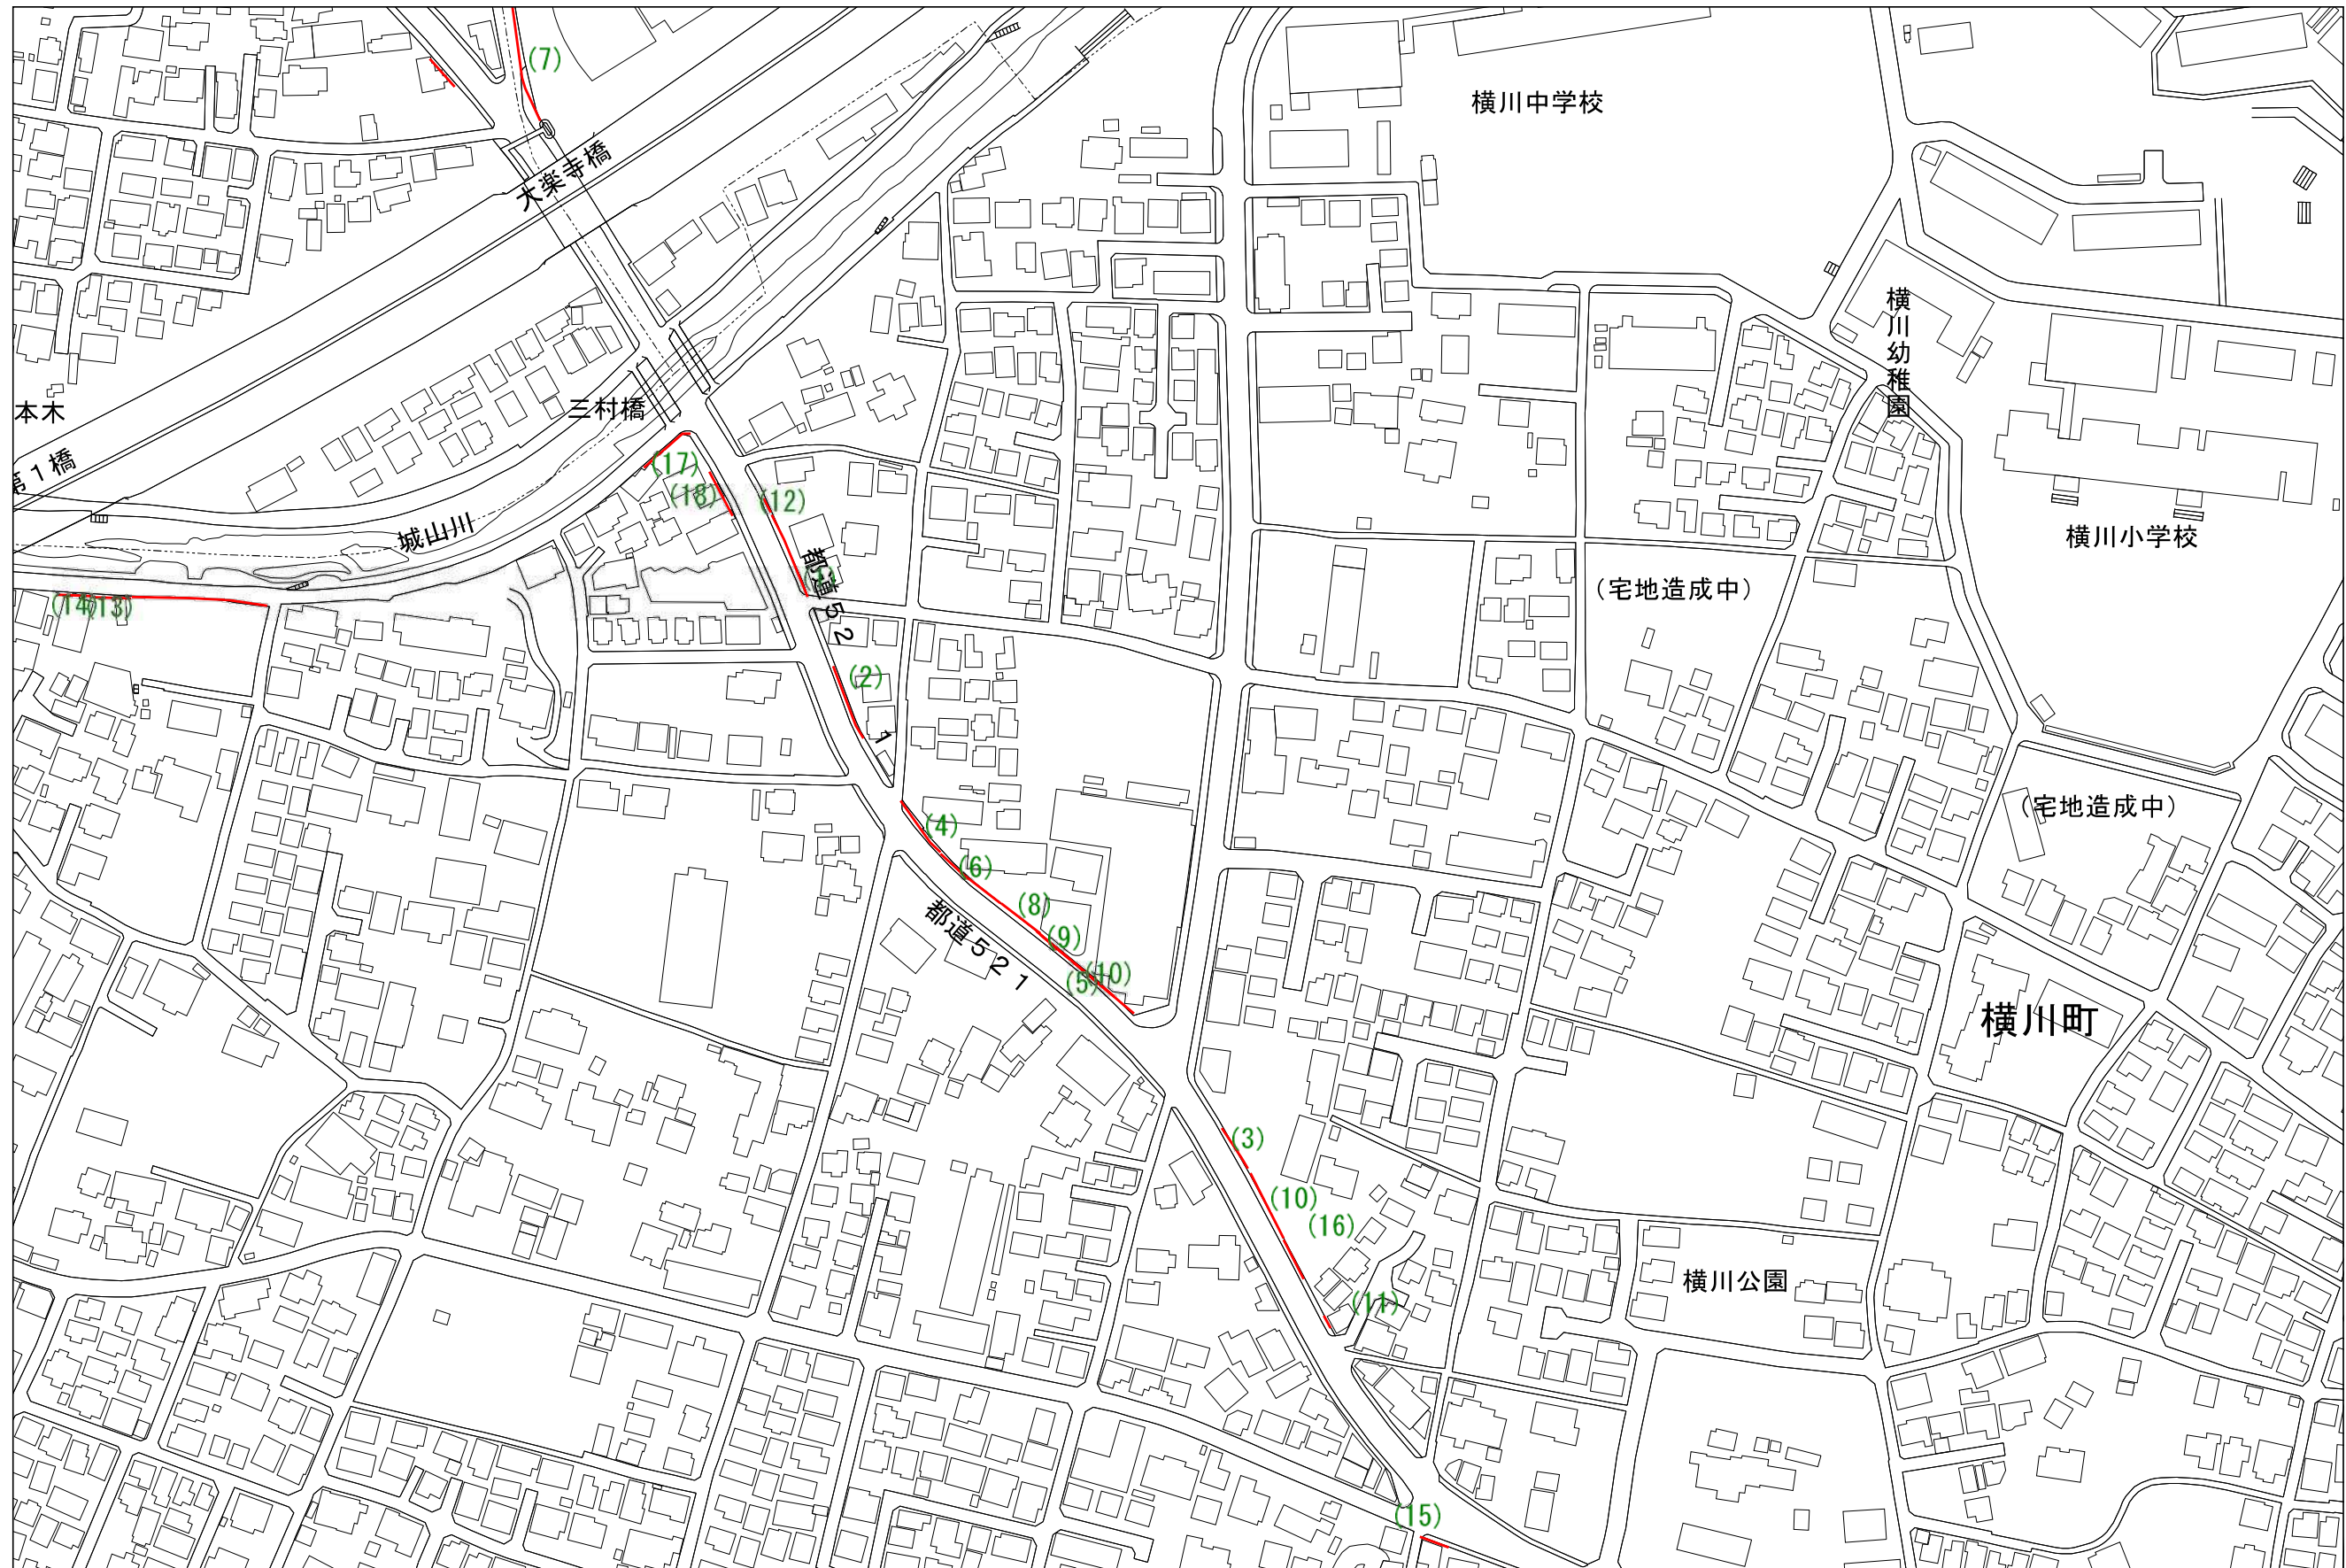 (7)
横川中学校
大楽寺橋
横川幼稚園
本木
三村橋
第1橋
(17)
(18)
(12)
城山川
横川小学校
都道521
(14)
(13)
(宅地造成中)
(2)
(宅地造成中)
(4)
(6)
(8)
都道521
(9)
(5)
(10)
横川町
(3)
(10)
(16)
横川公園
(11)
(15)